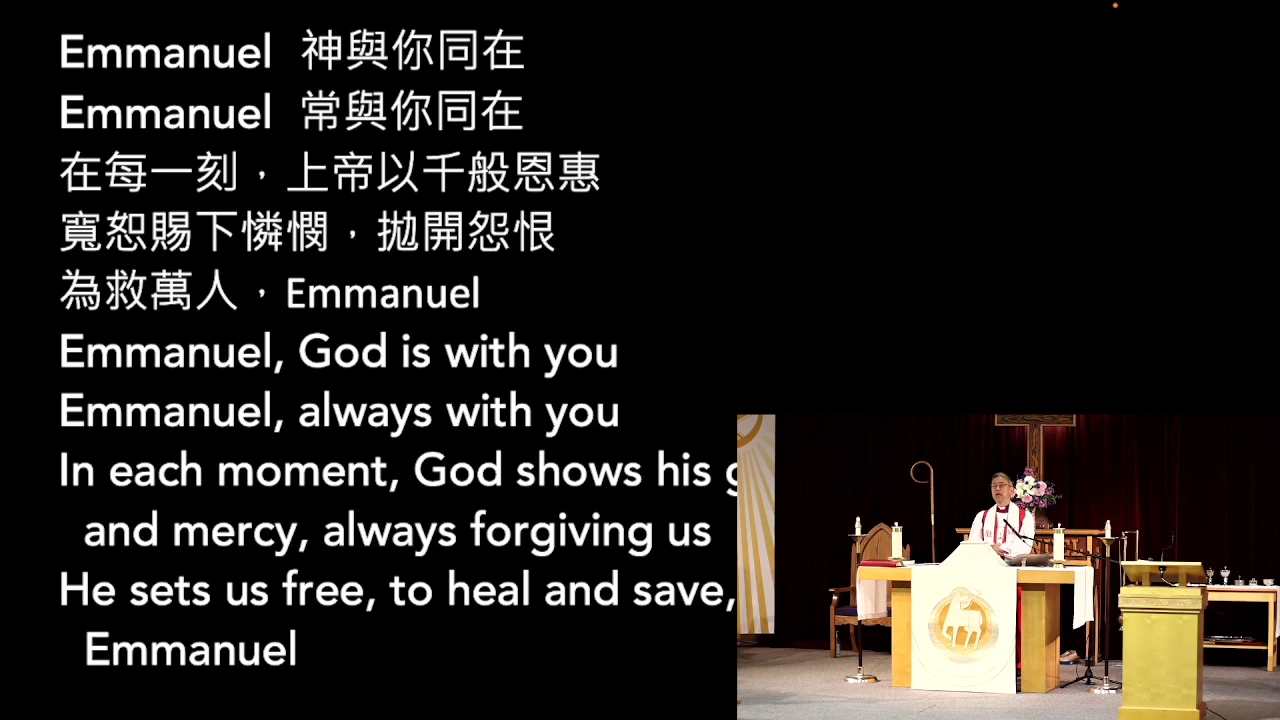 Emmanuel 神與你同在
Emmanuel 常與你同在
在每一刻，上帝以千般恩惠
寬恕賜下憐憫，拋開怨恨
為救萬人，Emmanuel
Emmanuel, God is with you
Emmanuel, always with you
In each moment, God shows his
and mercy, always forgiving us
He sets us free, to heal and save,
Emmanuel